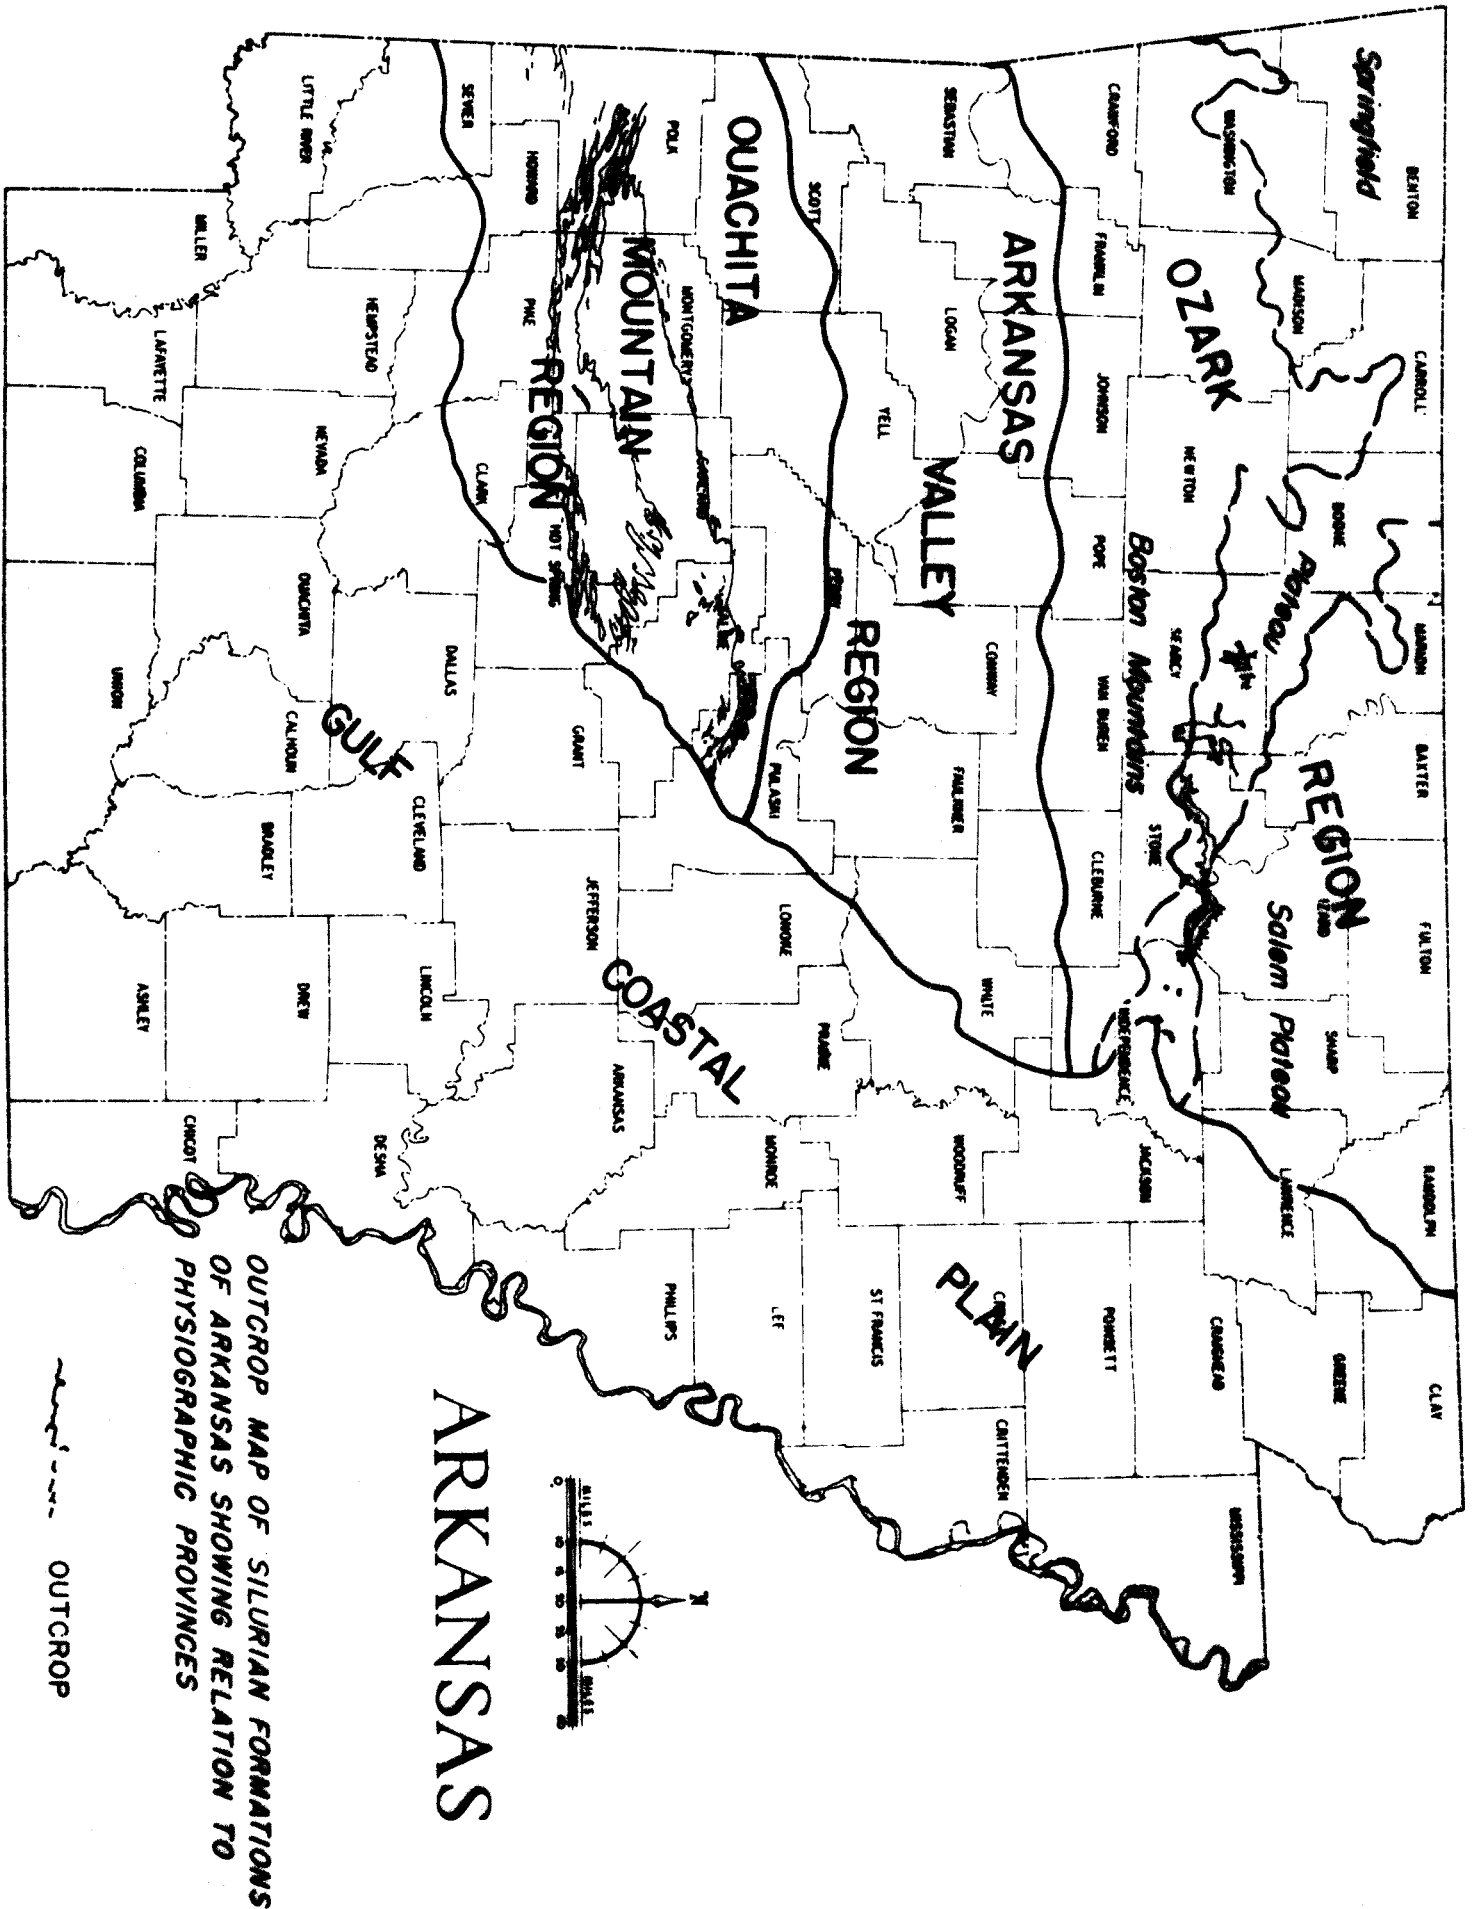 BENTON
CARROLL
BOONE
MARION
BAXTER
FULTON
RANDOLPH
CLAY
Springfield
Plateau
WASHINGTON
MADISON
OZARK
REGION
IZARD
SHARP
Salem Plateau
LAWRENCE
GREENE
NEWTON
SEARCY
STONE
INDEPENDENCE
JACKSON
CRAIGHEAD
MISSISSIPPI
Boston Mountains
CRAWFORD
FRANKLIN
JOHNSON
POPE
VAN BUREN
CLEBURNE
POINSETT
ARKANSAS
VALLEY
REGION
SEBASTIAN
LOGAN
CONWAY
FAULKNER
WHITE
WOODRUFF
CROSS
CRITTENDEN
SCOTT
YELL
PERRY
PULASKI
LONOKE
PRAIRIE
MONROE
ST FRANCIS
LEE
PHILLIPS
OUACHITA
MOUNTAIN
REGION
POLK
MONTGOMERY
GARLAND
SALINE
SEVIER
HOWARD
PIKE
HOT SPRING
CLARK
GRANT
JEFFERSON
ARKANSAS
LITTLE RIVER
HEMPSTEAD
NEVADA
DALLAS
CLEVELAND
LINCOLN
DESHA
MILLER
LAFAYETTE
COLUMBIA
OUACHITA
CALHOUN
UNION
BRADLEY
DREW
ASHLEY
CHICOT
GULF
COASTAL
PLAIN
N
MILES
MILES
ARKANSAS
OUTCROP MAP OF SILURIAN FORMATIONS
OF ARKANSAS SHOWING RELATION TO
PHYSIOGRAPHIC PROVINCES
OUTCROP